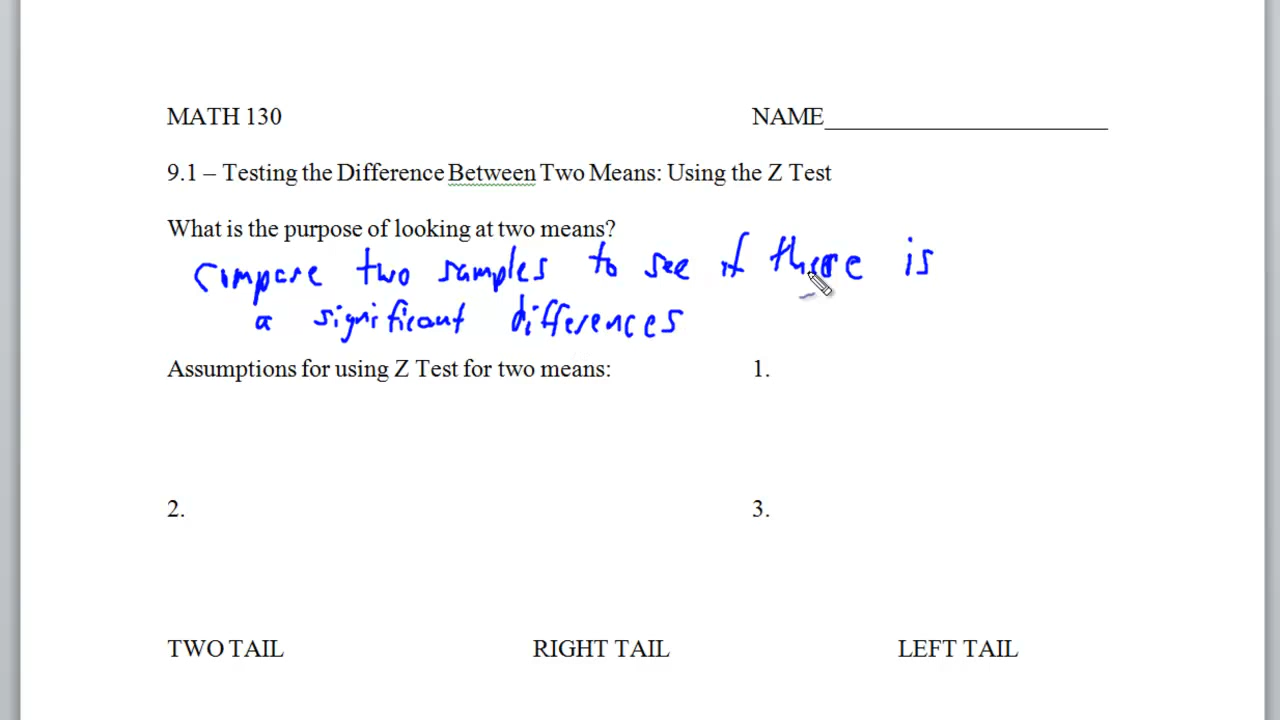 MATH 130 NAME
9.1 – Testing the Difference Between Two Means: Using the Z Test
What is the purpose of looking at two means?
Compare two samples to see if there is
a significant differences
Assumptions for using Z Test for two means: 1.
2. 3.
TWO TAIL RIGHT TAIL LEFT TAIL